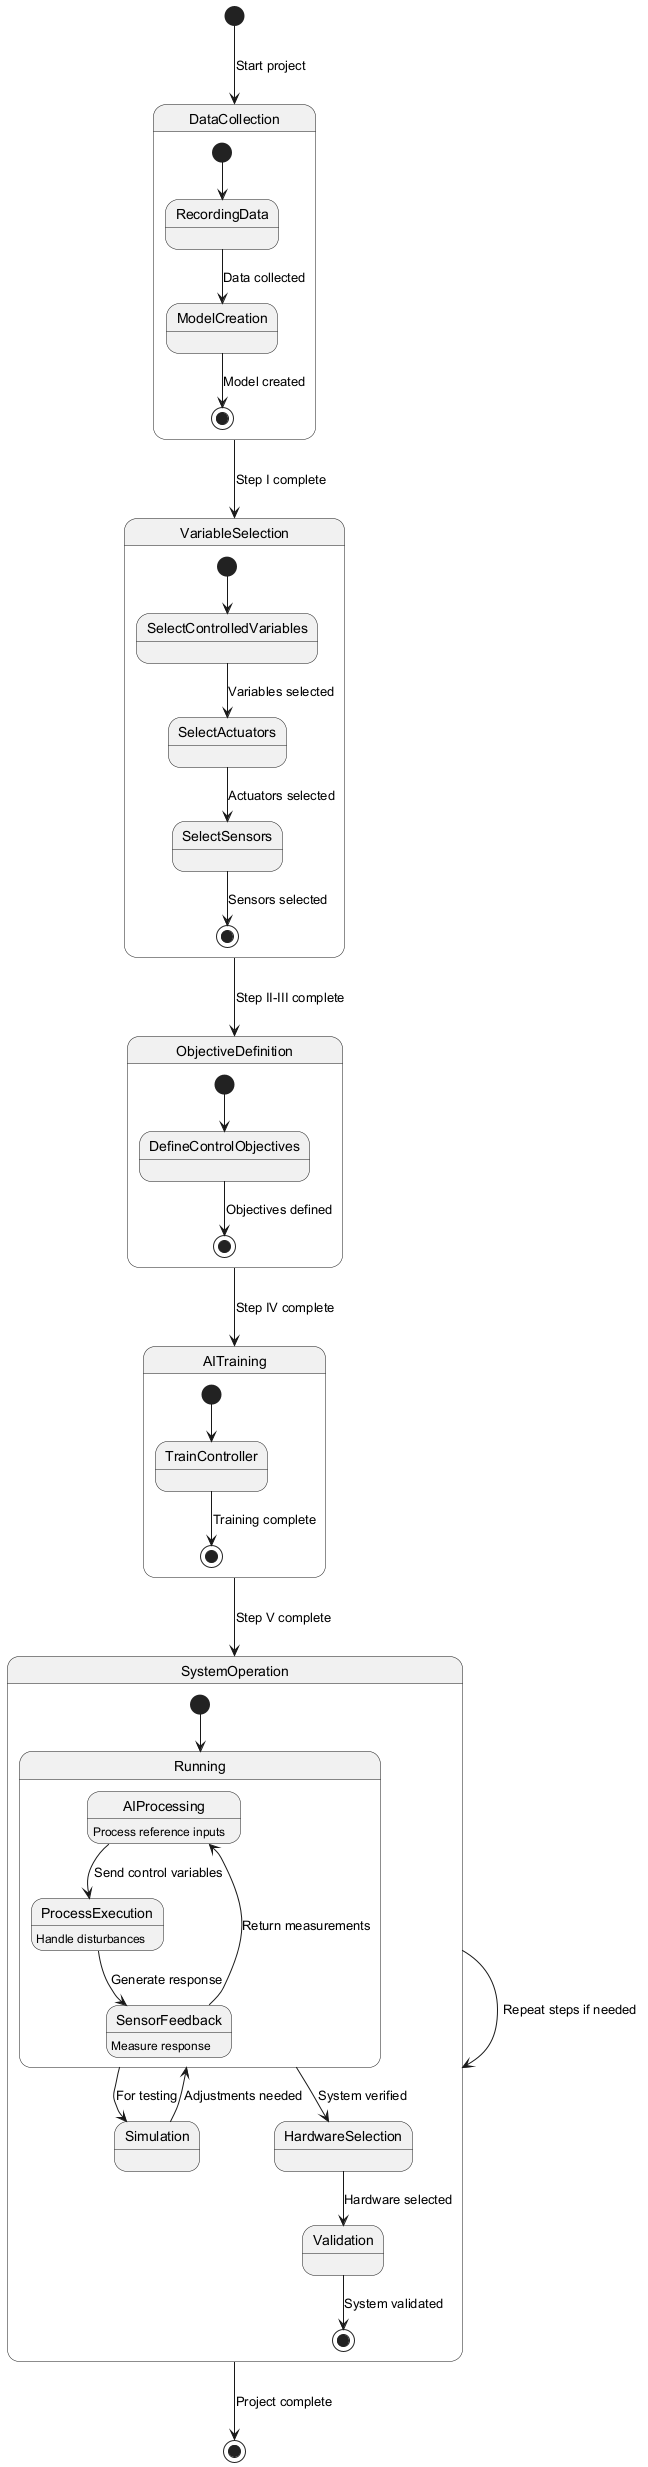 Start project
DataCollection
RecordingData
Data collected
ModelCreation
Model created
Step I complete
VariableSelection
SelectControlledVariables
Variables selected
SelectActuators
Actuators selected
SelectSensors
Sensors selected
Step II-III complete
ObjectiveDefinition
DefineControlObjectives
Objectives defined
Step IV complete
AITraining
TrainController
Training complete
Step V complete
SystemOperation
Running
AIProcessing
Process reference inputs
Send control variables
ProcessExecution
Handle disturbances
Return measurements
Generate response
SensorFeedback
Measure response
Repeat steps if needed
For testing
Adjustments needed
System verified
Simulation
HardwareSelection
Hardware selected
Validation
System validated
Project complete